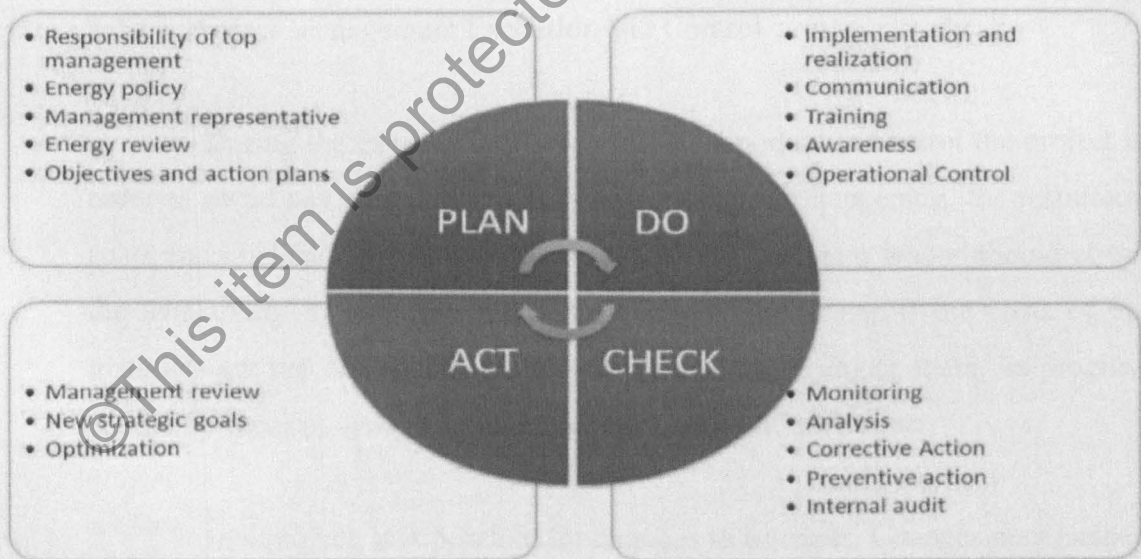 • Responsibility of top
management
• Energy policy
• Management representative
• Energy review
• Objectives and action plans
• Implementation and
realization
• Communication
• Training
• Awareness
• Operational Control
PLAN
DO
ACT
CHECK
• Management review
• New strategic goals
• Optimization
• Monitoring
• Analysis
• Corrective Action
• Preventive action
• Internal audit
©This item is protected